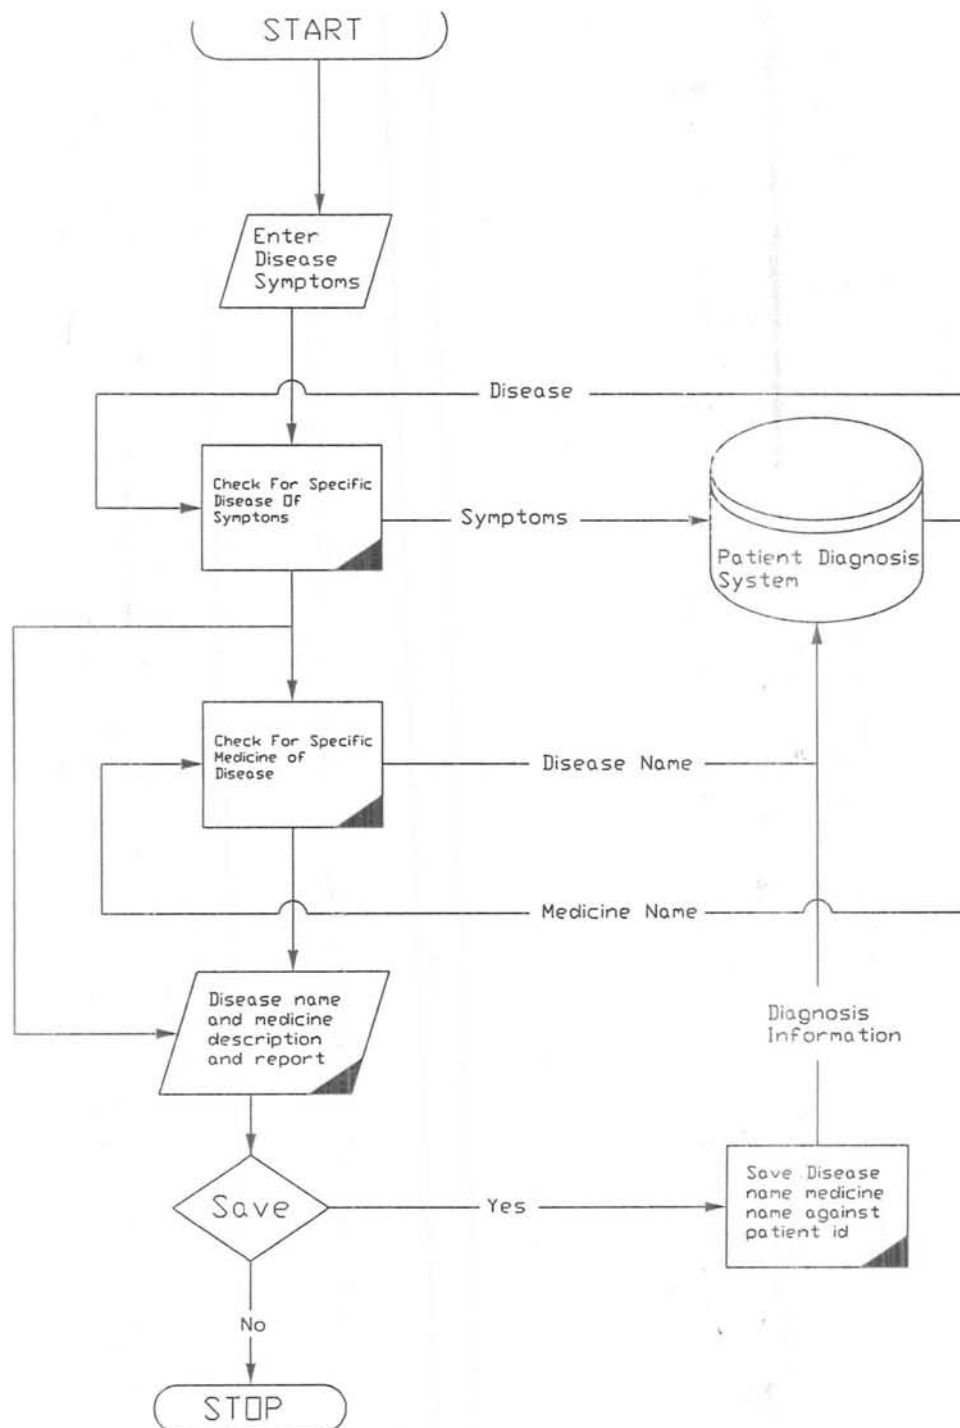 START
Enter
Disease
Symptoms
Disease
Check For Specific
Disease Of
Symptoms
Symptoms
Patient Diagnosis
System
Check For Specific
Medicine of
Disease
Disease Name
Medicine Name
Disease name
and medicine
description
and report
Diagnosis
Information
Save
Yes
Save Disease
name medicine
name against
patient id
No
STOP